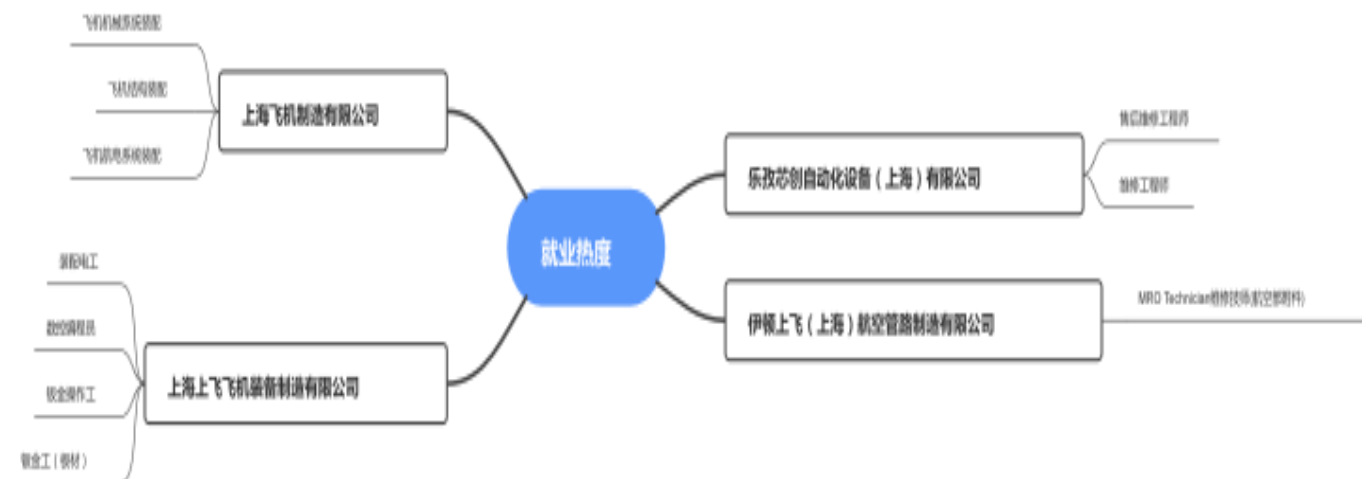 飞机机械系统装配
飞机结构装配
飞机航电系统装配
上海飞机制造有限公司
装配电工
数控编程员
钣金操作工
钣金工（模材）
上海上飞飞机装备制造有限公司
就业热度
乐孜芯创自动化设备（上海）有限公司
售后维修工程师
维修工程师
伊顿上飞（上海）航空管路制造有限公司
MRO Technician维修技师(航空部附件)